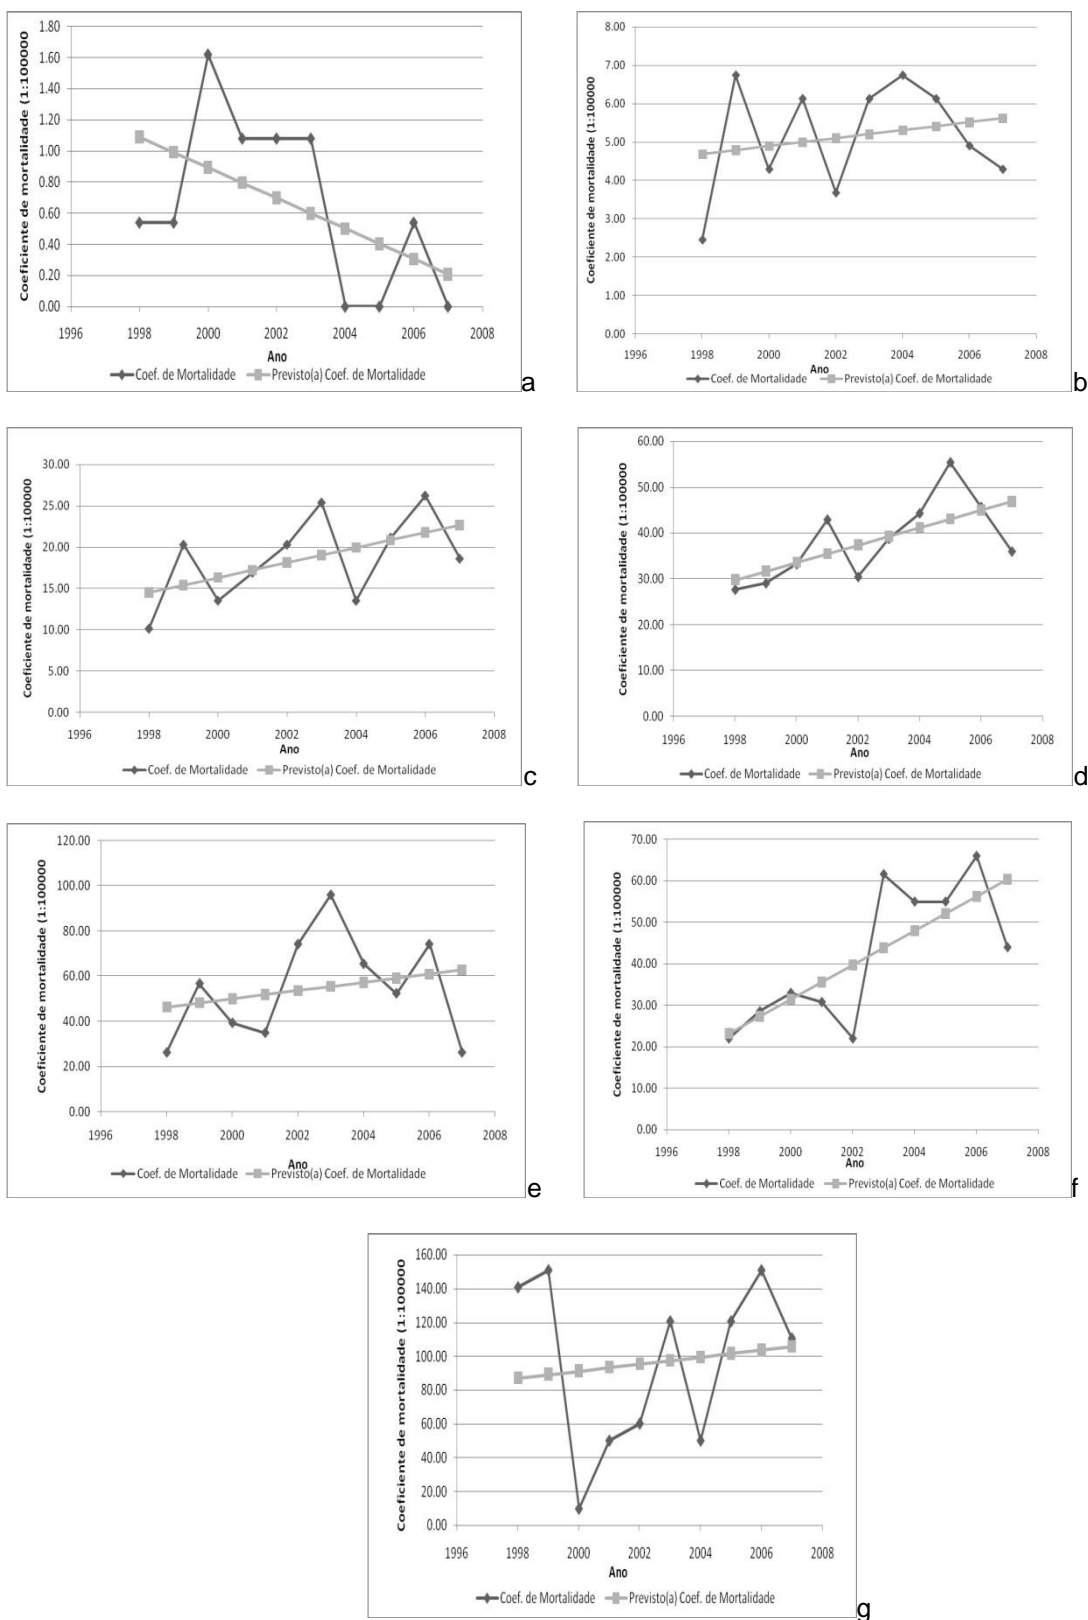 Coeficiente de mortalidade (1:100000
1.80
1.60
1.40
1.20
1.00
0.80
0.60
0.40
0.20
0.00
1996 1998 2000 2002 2004 2006 2008
Ano
Coef. de Mortalidade Previsto(a) Coef. de Mortalidade
a
Coeficiente de mortalidade (1:100000
8.00
7.00
6.00
5.00
4.00
3.00
2.00
1.00
0.00
1996 1998 2000 2002 2004 2006 2008
Ano
Coef. de Mortalidade Previsto(a) Coef. de Mortalidade
b
Coeficiente de mortalidade (1:100000
30.00
25.00
20.00
15.00
10.00
5.00
0.00
1996 1998 2000 2002 2004 2006 2008
Ano
Coef. de Mortalidade Previsto(a) Coef. de Mortalidade
c
Coeficiente de mortalidade (1:100000
60.00
50.00
40.00
30.00
20.00
10.00
0.00
1996 1998 2000 2002 2004 2006 2008
Ano
Coef. de Mortalidade Previsto(a) Coef. de Mortalidade
d
Coeficiente de mortalidade (1:100000
120.00
100.00
80.00
60.00
40.00
20.00
0.00
1996 1998 2000 2002 2004 2006 2008
Ano
Coef. de Mortalidade Previsto(a) Coef. de Mortalidade
e
Coeficiente de mortalidade (1:100000
70.00
60.00
50.00
40.00
30.00
20.00
10.00
0.00
1996 1998 2000 2002 2004 2006 2008
Ano
Coef. de Mortalidade Previsto(a) Coef. de Mortalidade
f
Coeficiente de mortalidade (1:100000
160.00
140.00
120.00
100.00
80.00
60.00
40.00
20.00
0.00
1996 1998 2000 2002 2004 2006 2008
Ano
Coef. de Mortalidade Previsto(a) Coef. de Mortalidade
g